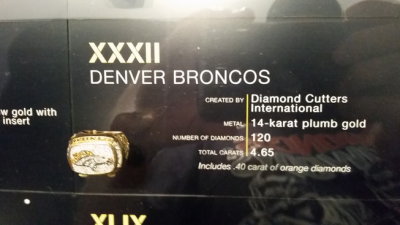 XXXII
DENVER BRONCOS
CREATED BY Diamond Cutters
International
METAL 14-karat plumb gold
NUMBER OF DIAMONDS 120
TOTAL CARATS 4.65
Includes .40 carat of orange diamonds
w gold with
insert
XLIX